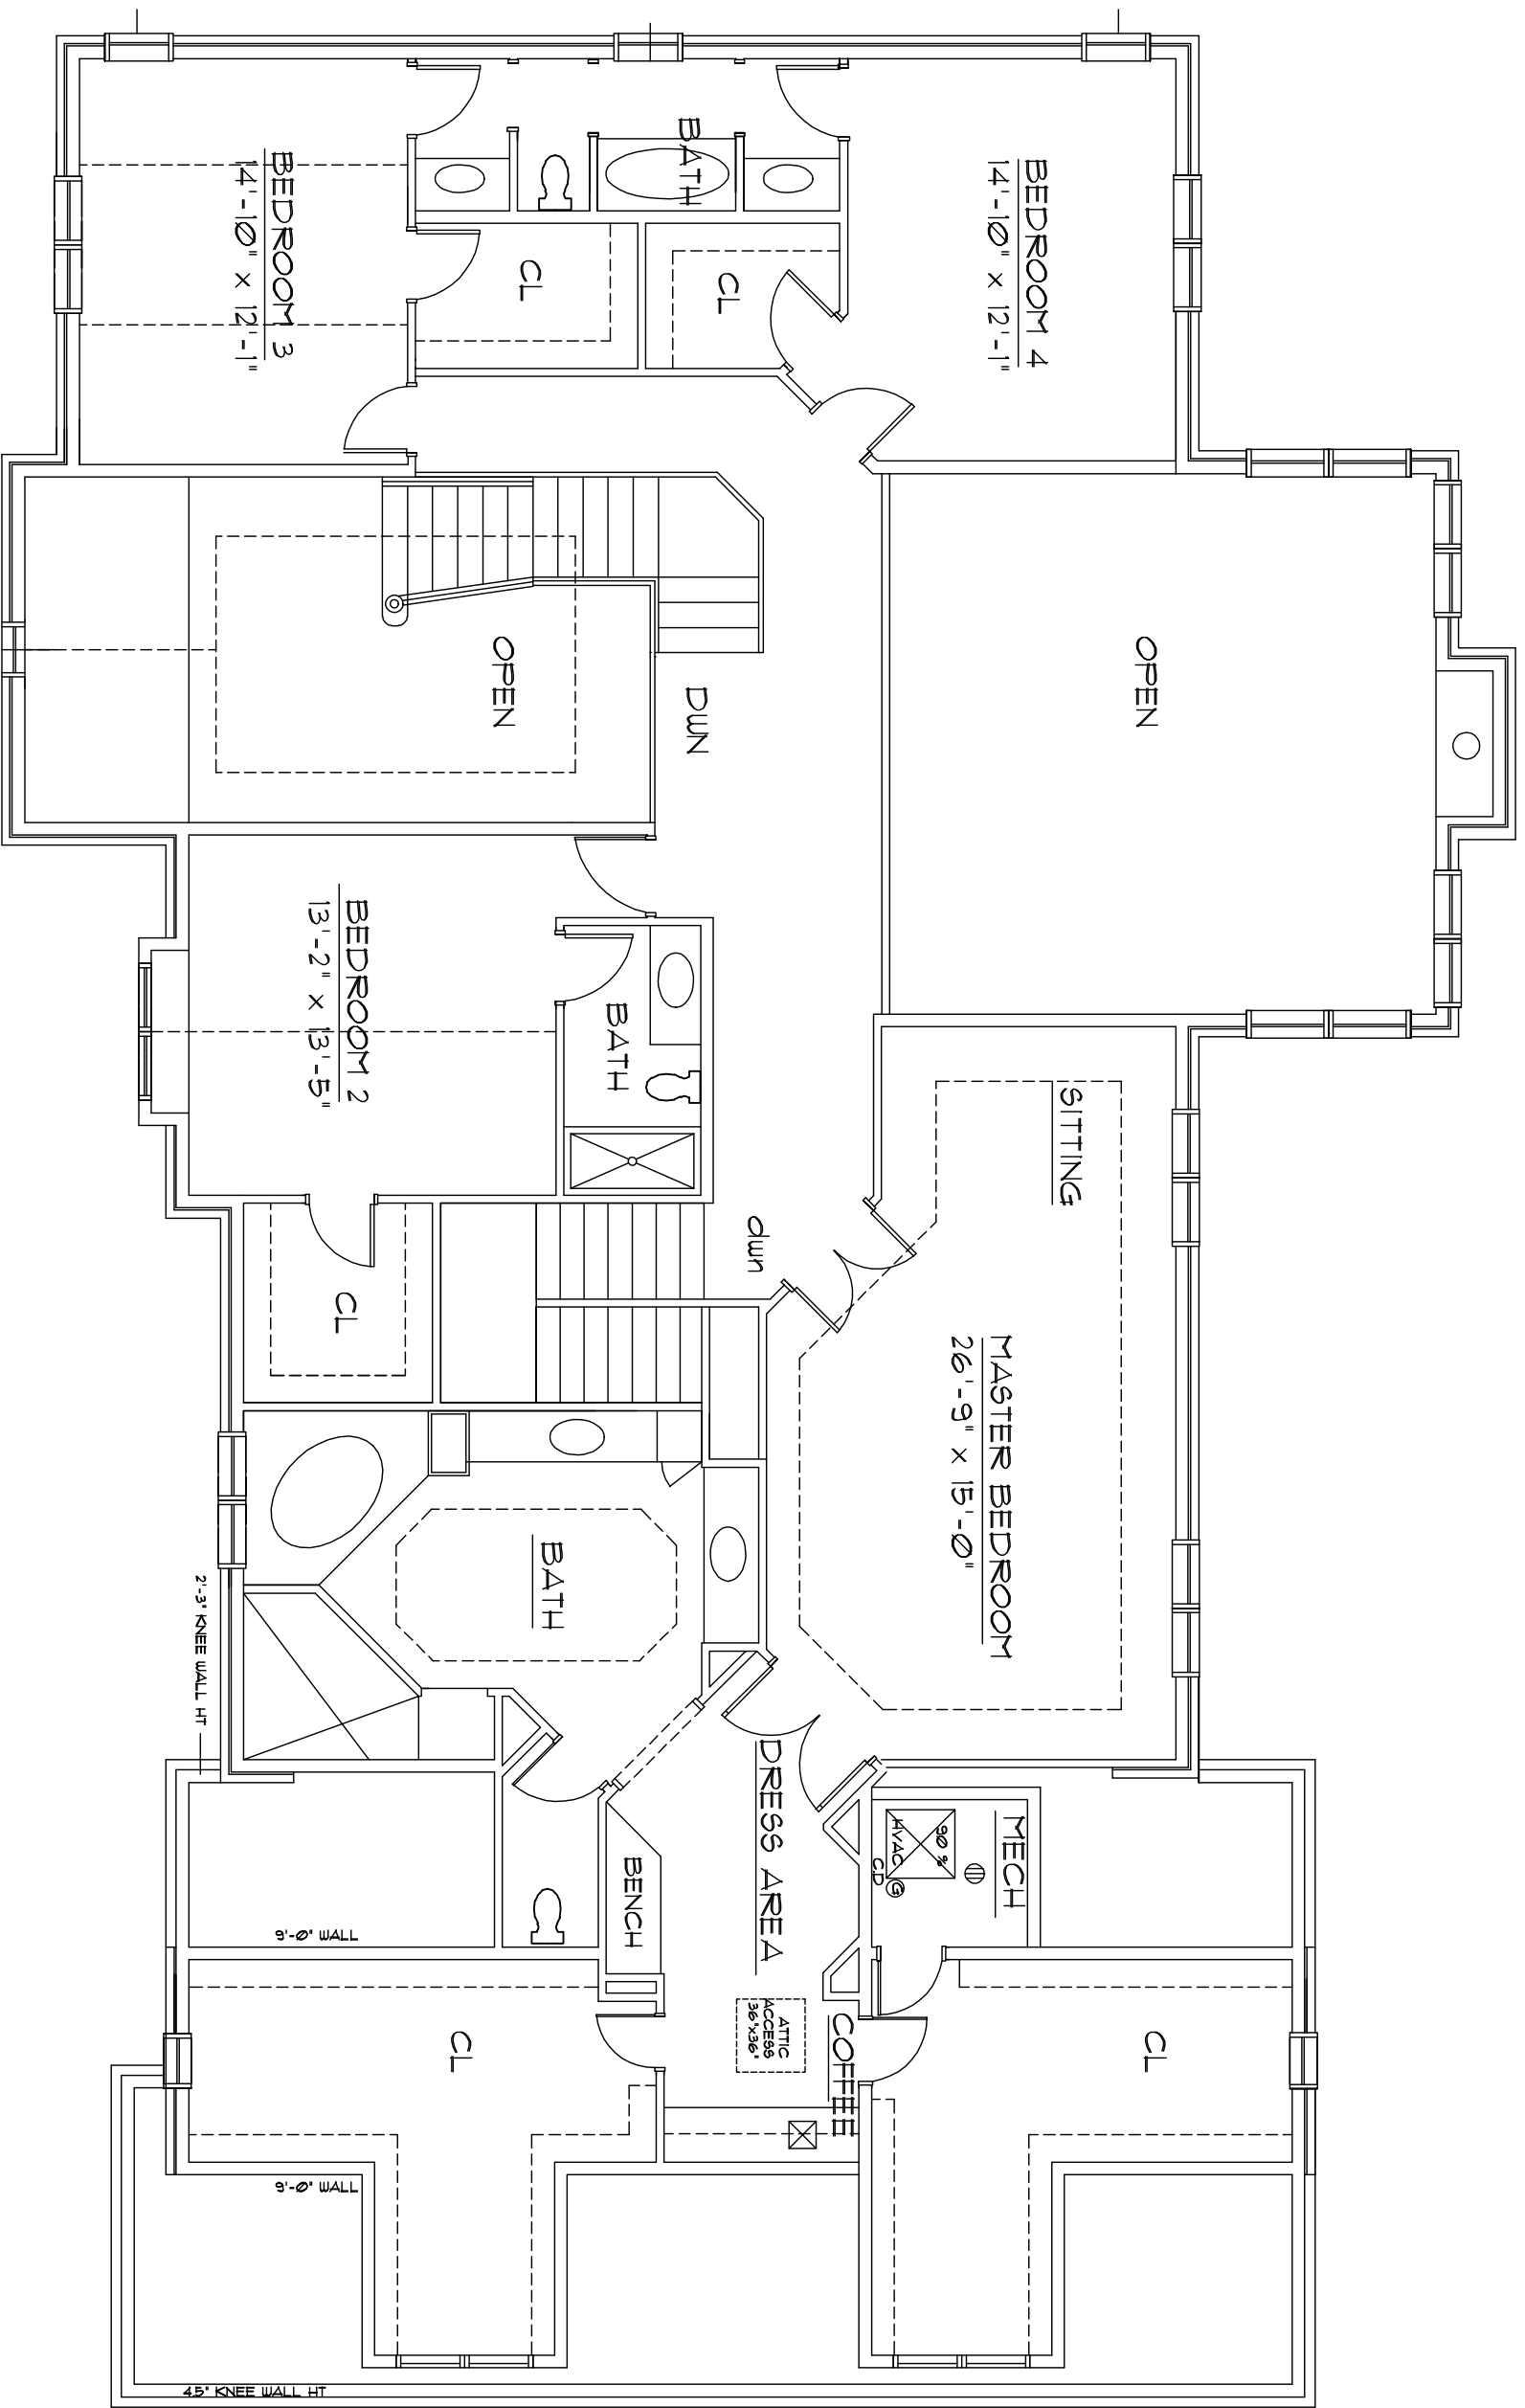 BEDROOM 4
14'-10" x 12'-1"
BATH
BEDROOM 3
14'-10" x 12'-1"
CL
CL
OPEN
OPEN
DWN
BEDROOM 2
13'-2" x 13'-5"
BATH
SITTING
dwn
CL
MASTER BEDROOM
26'-9" x 15'-0"
BATH
2'-3" KNEE WALL HT
DRESS AREA
MECH
90 %
HVAC
CD
G
BENCH
9'-0" WALL
ATTIC
ACCESS
36"x36"
COFFEE
CL
CL
9'-0" WALL
45" KNEE WALL HT